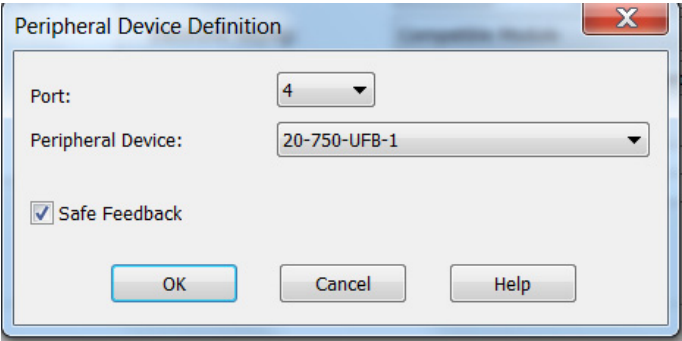 Peripheral Device Definition
Port: 4
Peripheral Device: 20-750-UFB-1
Safe Feedback
OK Cancel Help